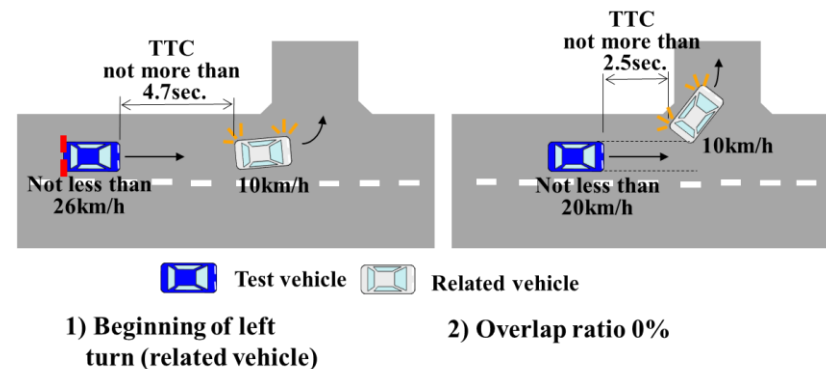 TTC
not more than
4.7sec.
Not less than
26km/h
10km/h
TTC
not more than
2.5sec.
10km/h
Not less than
20km/h
Test vehicle
Related vehicle
1) Beginning of left
turn (related vehicle)
2) Overlap ratio 0%